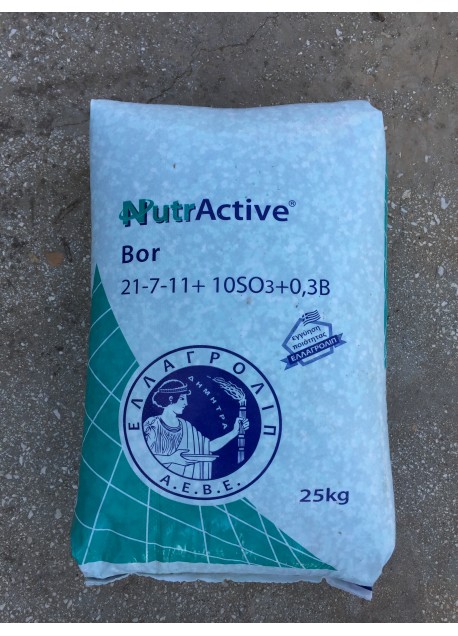 NutrActive®
Bor
21-7-11+ 10SO3+0,3B
εγγύηση
ποιότητας
ΕΛΛΑΓΡΟΛΙΠ
ΕΛΛΑΓΡΟΛΙΠ
ΔΗΜΗΤΡΑ
Α.Ε.Β.Ε.
25kg